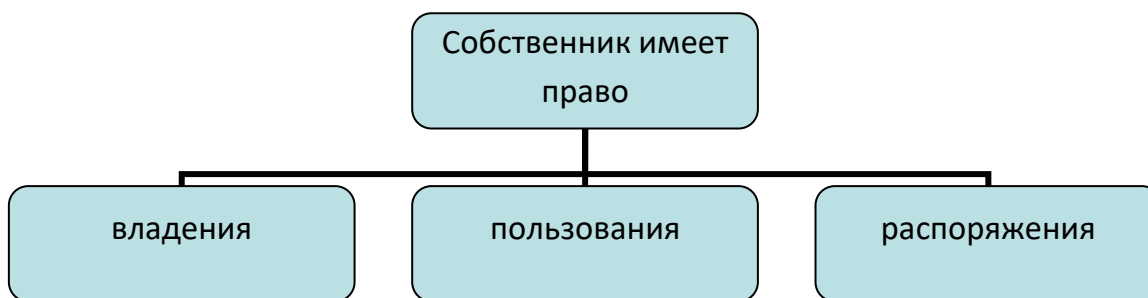 Собственник имеет
право
владения
пользования
распоряжения